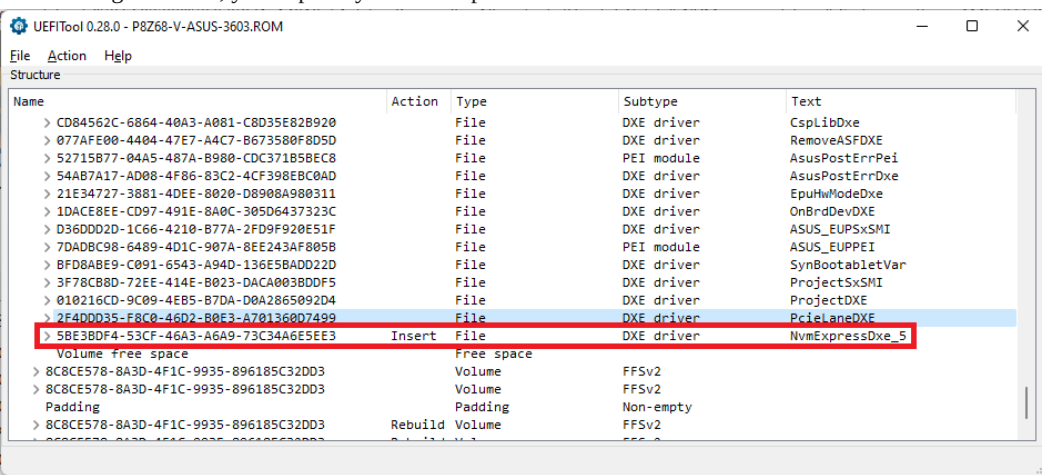 UEFITool 0.28.0 - P8Z68-V-ASUS-3603.ROM
File Action Help
Structure
Name Action Type Subtype Text
CD84562C-6864-40A3-A081-C8D35E82B920 File DXE driver CspLibDxe
077AFE00-4404-47E7-A4C7-B673580F8D5D File DXE driver RemoveASFDXE
52715B77-04A5-487A-B980-CDC371B5BEC8 File PEI module AsusPostErrPei
54AB7A17-AD08-4F86-83C2-4CF398EBC0AD File DXE driver AsusPostErrDxe
21E34727-3881-4DEE-8020-D8908A980311 File DXE driver EpuHwModeDxe
1DACE8EE-CD97-491E-8A0C-305D6437323C File DXE driver OnBrdDevDXE
D36DDD2D-1C66-4210-B77A-2FD9F920E51F File DXE driver ASUS_EUPSxSMI
7DADBC98-6489-4D1C-907A-8EE243AF805B File PEI module ASUS_EUPPEI
BFD8ABE9-C091-6543-A94D-136E5BADD22D File DXE driver SynBootabletVar
3F78CB8D-72EE-414E-B023-DACA003BDDF5 File DXE driver ProjectSxSMI
010216CD-9C09-4EB5-B7DA-D0A2865092D4 File DXE driver ProjectDXE
2F4DDD35-F8C0-46D2-B0E3-A701360D7499 File DXE driver PcieLaneDXE
5BE3BDF4-53CF-46A3-A6A9-73C34A6E5EE3 Insert File DXE driver NvmExpressDxe_5
Volume free space Free space
8C8CE578-8A3D-4F1C-9935-896185C32DD3 Volume FFSv2
8C8CE578-8A3D-4F1C-9935-896185C32DD3 Volume FFSv2
Padding Padding Non-empty
8C8CE578-8A3D-4F1C-9935-896185C32DD3 Rebuild Volume FFSv2